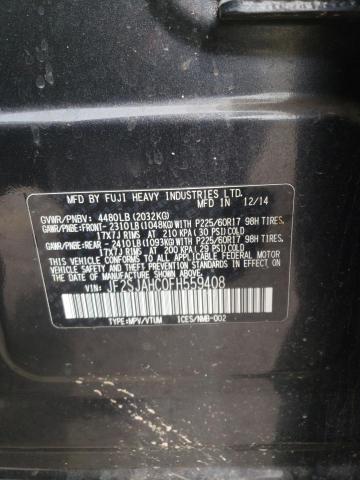 MFD BY FUJI HEAVY INDUSTRIES LTD.
MFD IN 12/14
GVWR/PNBV: 4480LB (2032KG)
GAWR/PNBE:FRONT- 2310LB(1048KG)WITH P225/60R17 98H TIRES,
17X7J RIMS AT 210 KPA(30 PSI)COLD
GAWR/PNBE:REAR - 2410LB(1093KG)WITH P225/60R17 98H TIRES,
17X7J RIMS AT 200 KPA(29 PSI)COLD
THIS VEHICLE CONFORMS TO ALL APPLICABLE FEDERAL MOTOR
VEHICLE SAFETY AND BUMPER STANDARDS IN EFFECT ON THE DATE
OF MANUFACTURE SHOWN ABOVE.
VIN: JF2SJAHC0FH559408
TYPE:MPV/VTUM 1CES/NMB-002